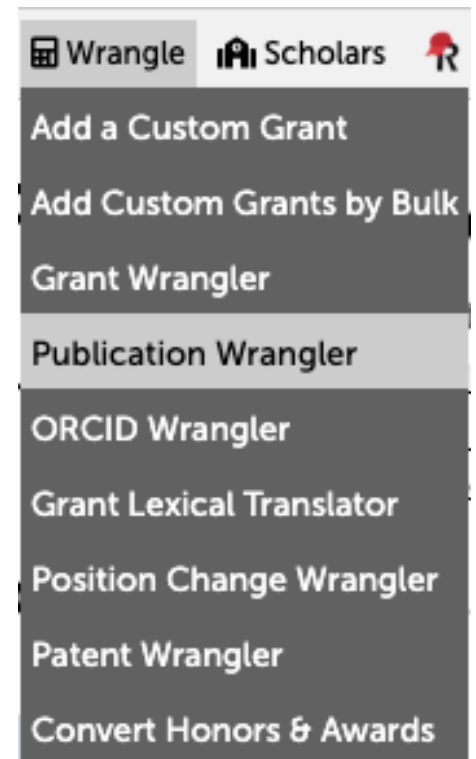 Wrangle Scholars R
Add a Custom Grant
Add Custom Grants by Bulk
Grant Wrangler
Publication Wrangler
ORCID Wrangler
Grant Lexical Translator
Position Change Wrangler
Patent Wrangler
Convert Honors & Awards